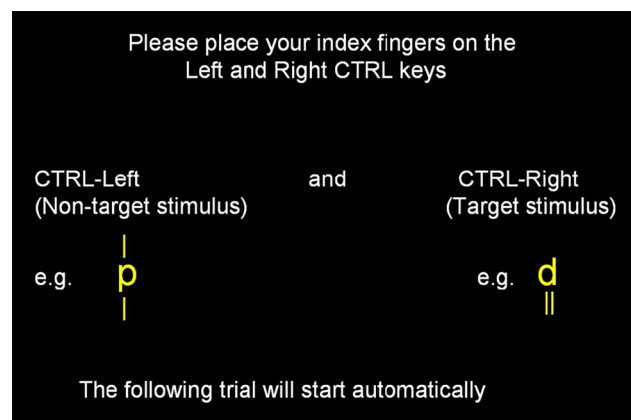 Please place your index fingers on the
Left and Right CTRL keys
CTRL-Left and CTRL-Right
(Non-target stimulus) (Target stimulus)
e.g. p e.g. d
The following trial will start automatically